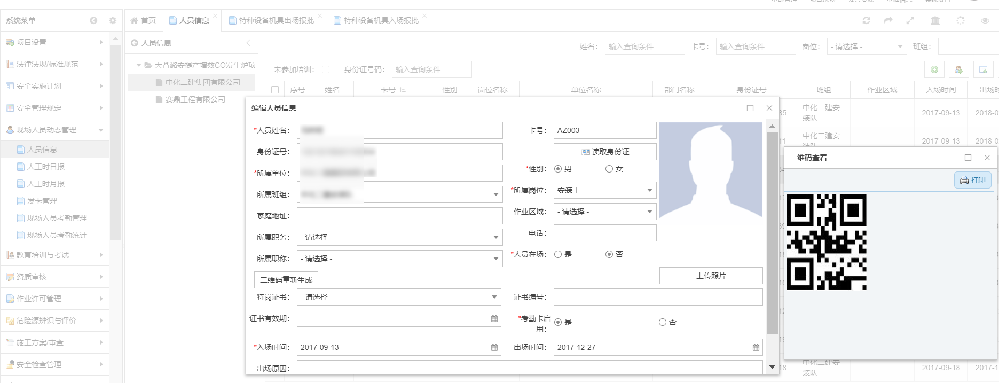 系统菜单
首页
人员信息
特种设备机具出场报批
特种设备机具入场报批
项目设置
法律法规/标准规范
安全实施计划
安全管理规定
现场人员动态管理
人员信息
人工时日报
人工时月报
发卡管理
现场人员考勤管理
现场人员考勤统计
教育培训与考试
资质审核
作业许可管理
危险源辨识与评价
施工方案/审查
安全检查管理
人员信息
天脊潞安提产增效CO发生炉项
中化二建集团有限公司
赛鼎工程有限公司
姓名: 输入查询条件 卡号: 输入查询条件 岗位: - 请选择 - 班组:
未参加培训: 身份证号码: 输入查询条件
序号 姓名 卡号 性别 岗位名称 单位名称 部门名称 身份证号 班组 作业区域 入场时间 出场时
35 中化二建安装队 2017-09-13 2018-0
11 中化二建安装队 2017-09-13 2018-0
编辑人员信息
*人员姓名: 卡号: AZ003
身份证号: 读取身份证
*所属单位: *性别: 男 女
所属班组: *所属岗位: 安装工
家庭地址: 作业区域: - 请选择 -
所属职务: - 请选择 - 电话:
所属职称: - 请选择 - *人员在场: 是 否
二维码重新生成 上传照片
特岗证书: - 请选择 - 证书编号:
证书有效期: *考勤卡启用: 是 否
*入场时间: 2017-09-13 出场时间: 2017-12-27
出场原因:
二维码查看
打印
18 中化二建安装队 2017-09-18 2017-1